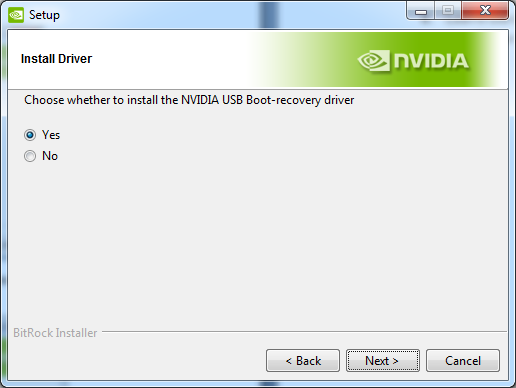 Setup
Install Driver
NVIDIA
Choose whether to install the NVIDIA USB Boot-recovery driver
Yes
No
BitRock Installer
< Back
Next >
Cancel